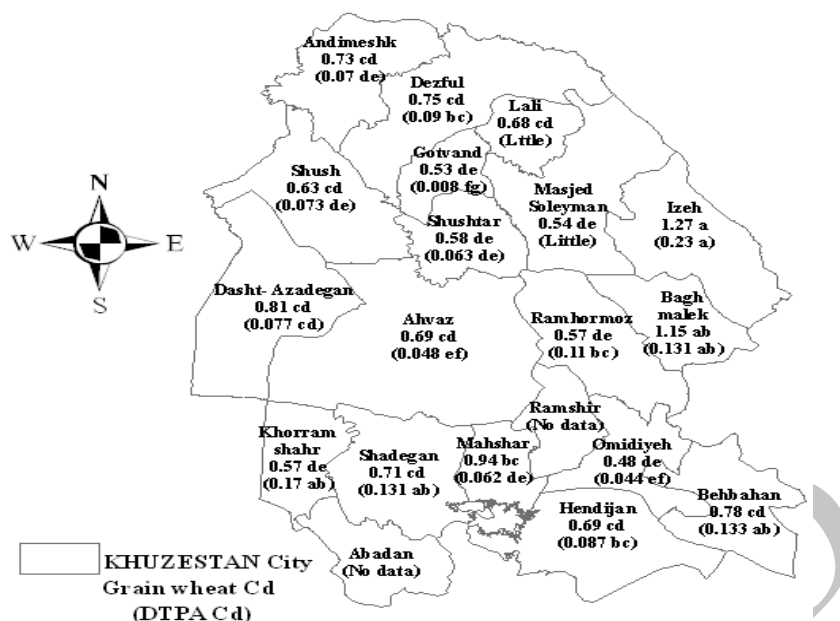 Andimeshk
0.73 cd
(0.07 de)
Dezful
0.75 cd
(0.09 bc)
Lali
0.68 cd
(Lttle)
Gotvand
0.53 de
(0.008 fg)
Shush
0.63 cd
(0.073 de)
Masjed
Soleyman
0.54 de
(Little)
Izeh
1.27 a
(0.23 a)
Shushtar
0.58 de
(0.063 de)
N
W
E
S
Dasht- Azadegan
0.81 cd
(0.077 cd)
Ahvaz
0.69 cd
(0.048 ef)
Ramhormoz
0.57 de
(0.11 bc)
Bagh
malek
1.15 ab
(0.131 ab)
Ramshir
(No data)
Khorram
shahr
0.57 de
(0.17 ab)
Shadegan
0.71 cd
(0.131 ab)
Mahshar
0.94 bc
(0.062 de)
Omidiyeh
0.48 de
(0.044 ef)
Behbahan
0.78 cd
(0.133 ab)
Hendijan
0.69 cd
(0.087 bc)
Abadan
(No data)
KHUZESTAN City
Grain wheat Cd
(DTPA Cd)